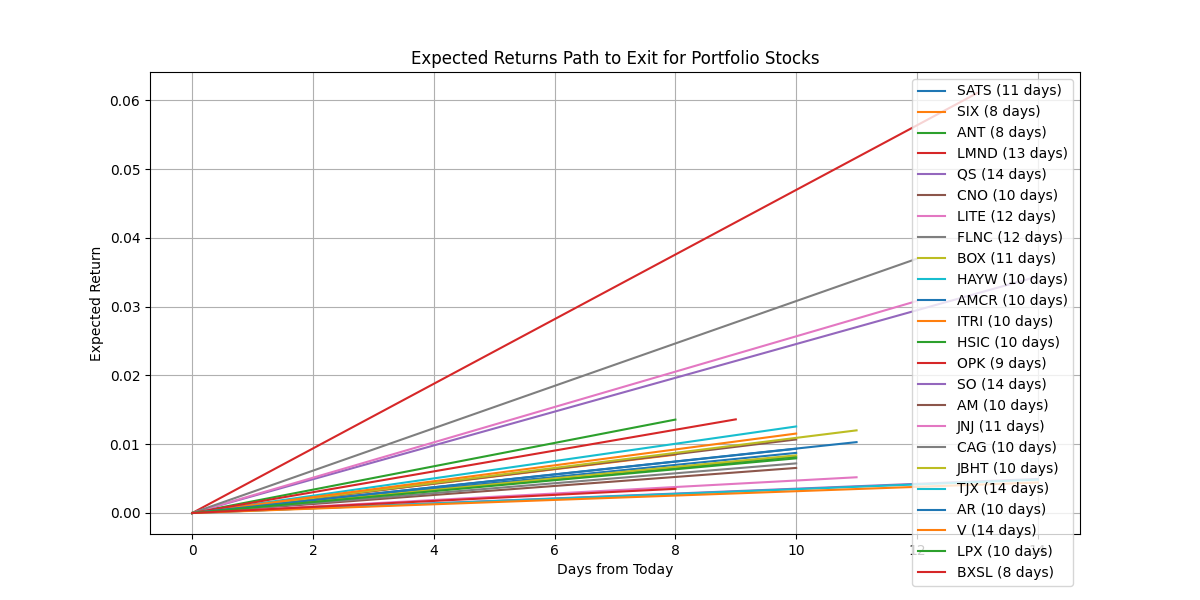 Expected Returns Path to Exit for Portfolio Stocks
Expected Return
0.06
0.05
0.04
0.03
0.02
0.01
0.00
0
2
4
6
8
10
12
14
Days from Today
SATS (11 days)
SIX (8 days)
ANT (8 days)
LMND (13 days)
QS (14 days)
CNO (10 days)
LITE (12 days)
FLNC (12 days)
BOX (11 days)
HAYW (10 days)
AMCR (10 days)
ITRI (10 days)
HSIC (10 days)
OPK (9 days)
SO (14 days)
AM (10 days)
JNJ (11 days)
CAG (10 days)
JBHT (10 days)
TJX (14 days)
AR (10 days)
V (14 days)
LPX (10 days)
BXSL (8 days)